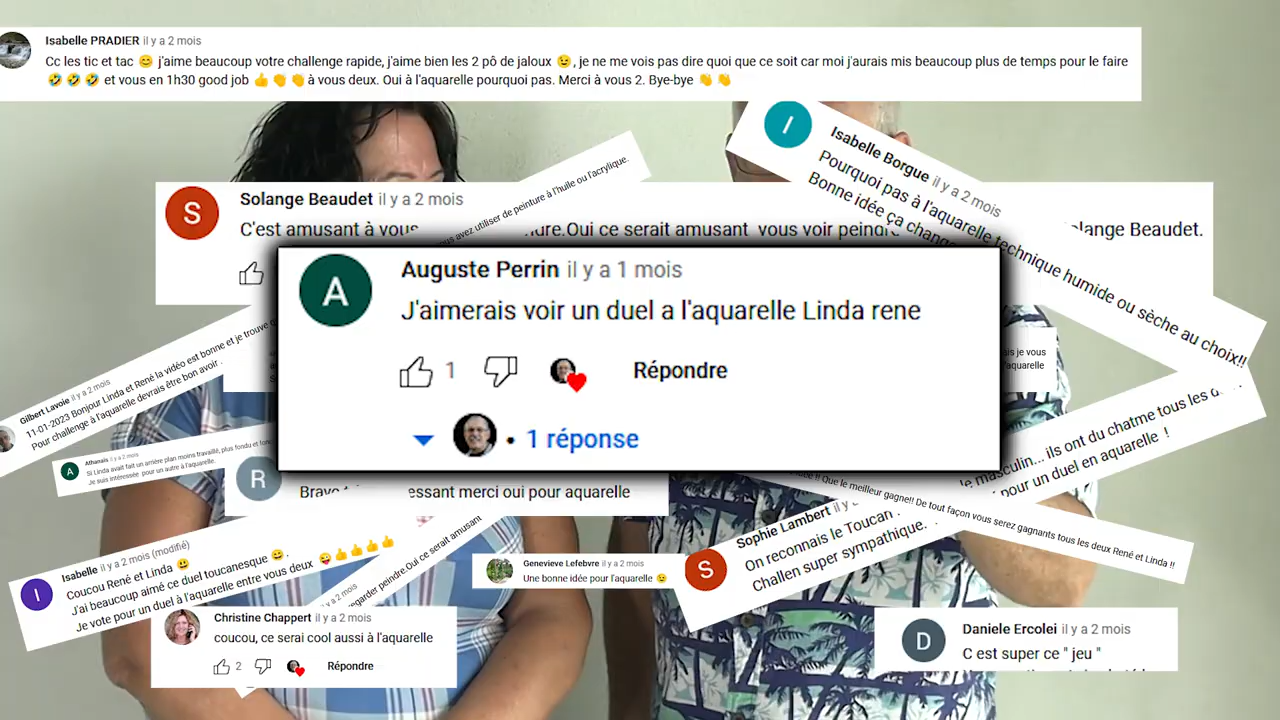 Isabelle PRADIER il y a 2 mois
Cc les tic et tac 😊 j'aime beaucoup votre challenge rapide, j'aime bien les 2 pô de jaloux 😉, je ne me vois pas dire quoi que ce soit car moi j'aurais mis beaucoup plus de temps pour le faire
🤣🤣🤣 et vous en 1h30 good job 👍👏👏à vous deux. Oui à l'aquarelle pourquoi pas. Merci à vous 2. Bye-bye 👋👋
Isabelle Borgue il y a 2 mois
Pourquoi pas à l'aquarelle technique humide ou sèche au choix!!
Bonne idée ça
avez utiliser de peinture à l'huile ou l'acrylique.
Solange Beaudet il y a 2 mois
C'est amusant à vous
Oui ce serait amusant vous voir
Solange Beaudet.
Auguste Perrin il y a 1 mois
J'aimerais voir un duel a l'aquarelle Linda rene
1
Répondre
• 1 réponse
Gilbert Lavoie il y a 2 mois
11-01-2023 Bonjour Linda et René la vidéo est bonne et je trouve
Pour challenge à l'aquarelle devrais être bon avoir .
is je vous
l'aquarelle
Athanaïs il y a 2 mois
Si Linda avait fait un arrière plan moins travaillé, plus fondu et
Je suis intéressée pour un autre à l'aquarelle.
R
Bravo
essant merci oui pour aquarelle
masculin... ils ont du chatme tous les
pour un duel en aquarelle !
Que le meilleur gagne!! De tout façon vous serez gagnants tous les deux René et Linda !!
Isabelle il y a 2 mois (modifié)
Coucou René et Linda 😀
J'ai beaucoup aimé ce duel toucanesque 😀.
Je vote pour un duel à l'aquarelle entre vous deux 😜👍👍👍👍
regarder peindre.Oui ce serait amusant
Genevieve Lefebvre il y a 2 mois
Une bonne idée pour l'aquarelle 😉
Sophie Lambert il y
On reconnais le Toucan
Challen super sympathique.
Christine Chappert il y a 2 mois
coucou, ce serai cool aussi à l'aquarelle
2
Répondre
Daniele Ercolei il y a 2 mois
C est super ce " jeu "